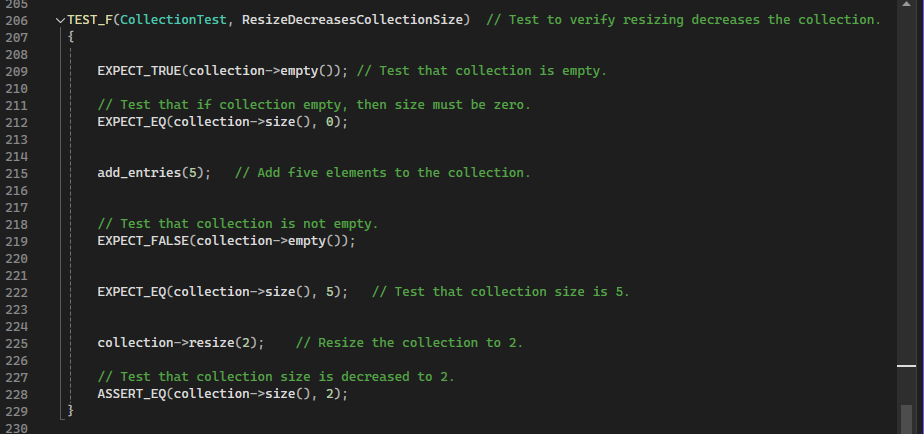 205
206 TEST_F(CollectionTest, ResizeDecreasesCollectionSize)  // Test to verify resizing decreases the collection.
207 {
208
209     EXPECT_TRUE(collection->empty()); // Test that collection is empty.
210
211     // Test that if collection empty, then size must be zero.
212     EXPECT_EQ(collection->size(), 0);
213
214
215     add_entries(5);   // Add five elements to the collection.
216
217
218     // Test that collection is not empty.
219     EXPECT_FALSE(collection->empty());
220
221
222     EXPECT_EQ(collection->size(), 5);   // Test that collection size is 5.
223
224
225     collection->resize(2);    // Resize the collection to 2.
226
227     // Test that collection size is decreased to 2.
228     ASSERT_EQ(collection->size(), 2);
229 }
230